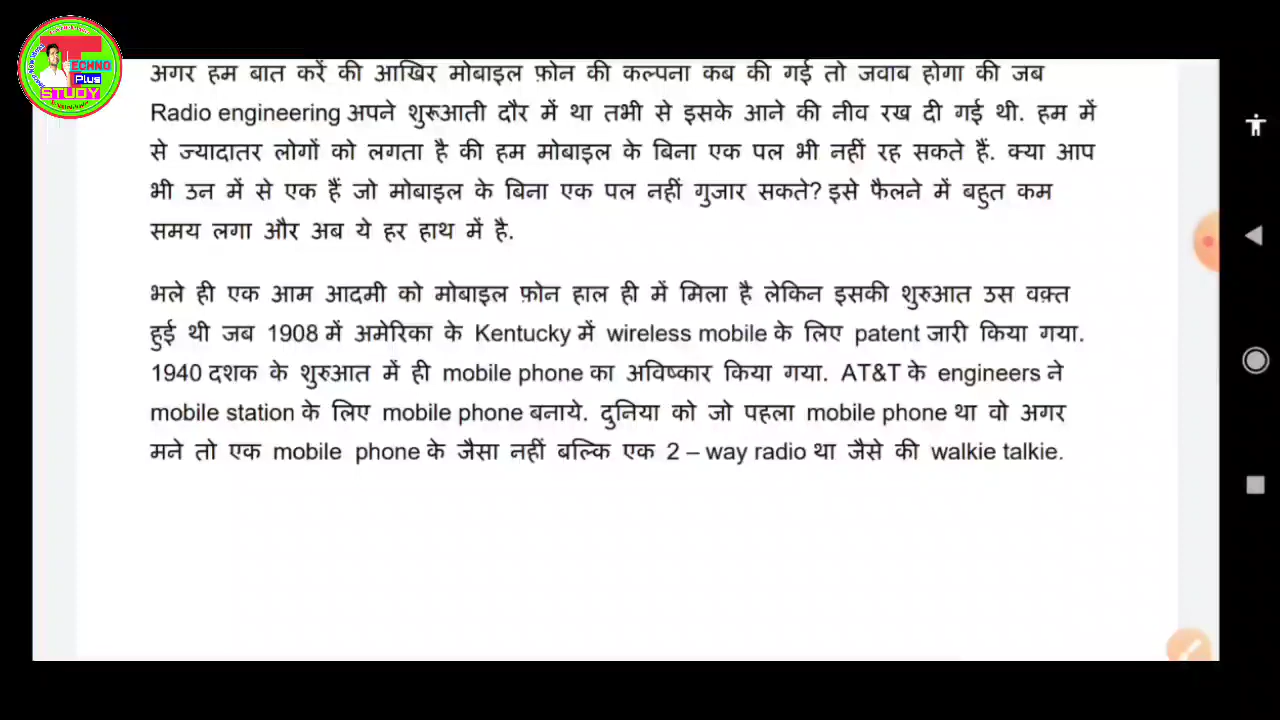 TECHNO
Plus
STUDY
अगर हम बात करें की आखिर मोबाइल फ़ोन की कल्पना कब की गई तो जवाब होगा की जब
Radio engineering अपने शुरूआती दौर में था तभी से इसके आने की नीव रख दी गई थी. हम में
से ज्यादातर लोगों को लगता है की हम मोबाइल के बिना एक पल भी नहीं रह सकते हैं. क्या आप
भी उन में से एक हैं जो मोबाइल के बिना एक पल नहीं गुजार सकते? इसे फैलने में बहुत कम
समय लगा और अब ये हर हाथ में है.
भले ही एक आम आदमी को मोबाइल फ़ोन हाल ही में मिला है लेकिन इसकी शुरुआत उस वक़्त
हुई थी जब 1908 में अमेरिका के Kentucky में wireless mobile के लिए patent जारी किया गया.
1940 दशक के शुरुआत में ही mobile phone का अविष्कार किया गया. AT&T के engineers ने
mobile station के लिए mobile phone बनाये. दुनिया को जो पहला mobile phone था वो अगर
मने तो एक mobile phone के जैसा नहीं बल्कि एक 2 – way radio था जैसे की walkie talkie.